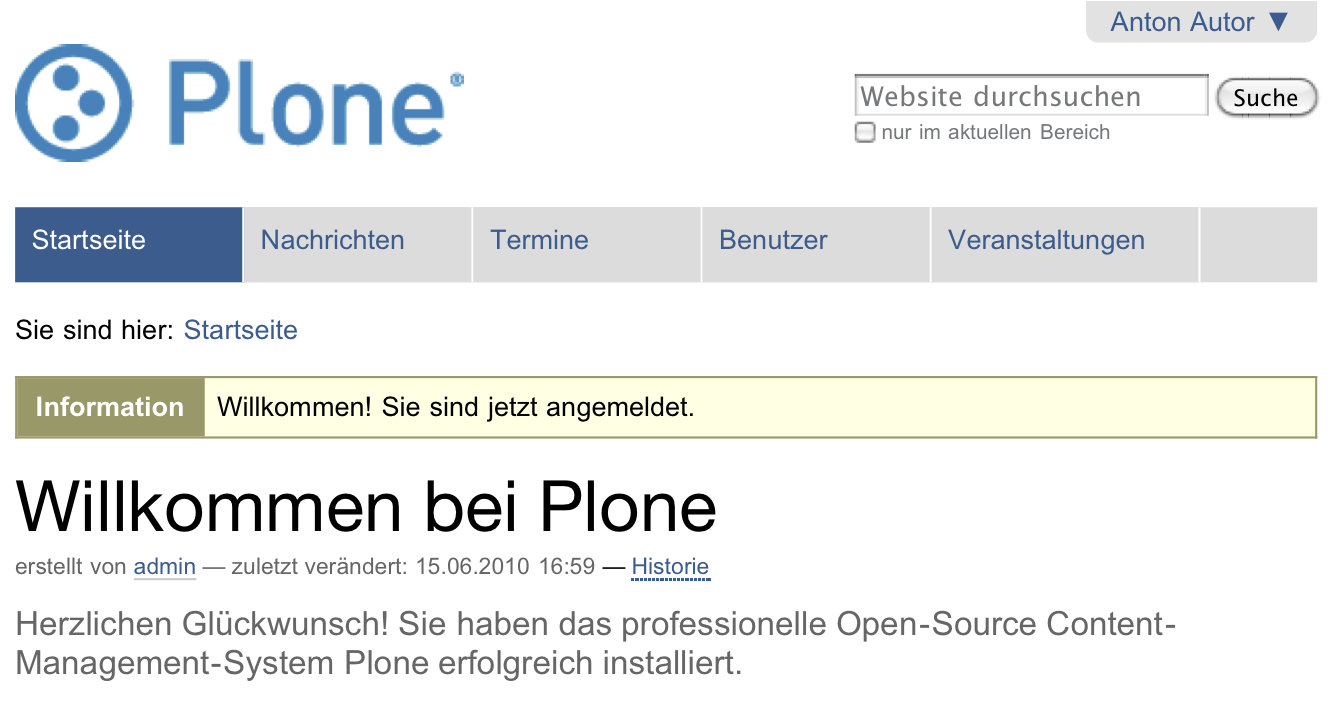 Anton Autor ▼
Plone®
Website durchsuchen
Suche
nur im aktuellen Bereich
Startseite
Nachrichten
Termine
Benutzer
Veranstaltungen
Sie sind hier: Startseite
Information Willkommen! Sie sind jetzt angemeldet.
Willkommen bei Plone
erstellt von admin — zuletzt verändert: 15.06.2010 16:59 — Historie
Herzlichen Glückwunsch! Sie haben das professionelle Open-Source Content-
Management-System Plone erfolgreich installiert.